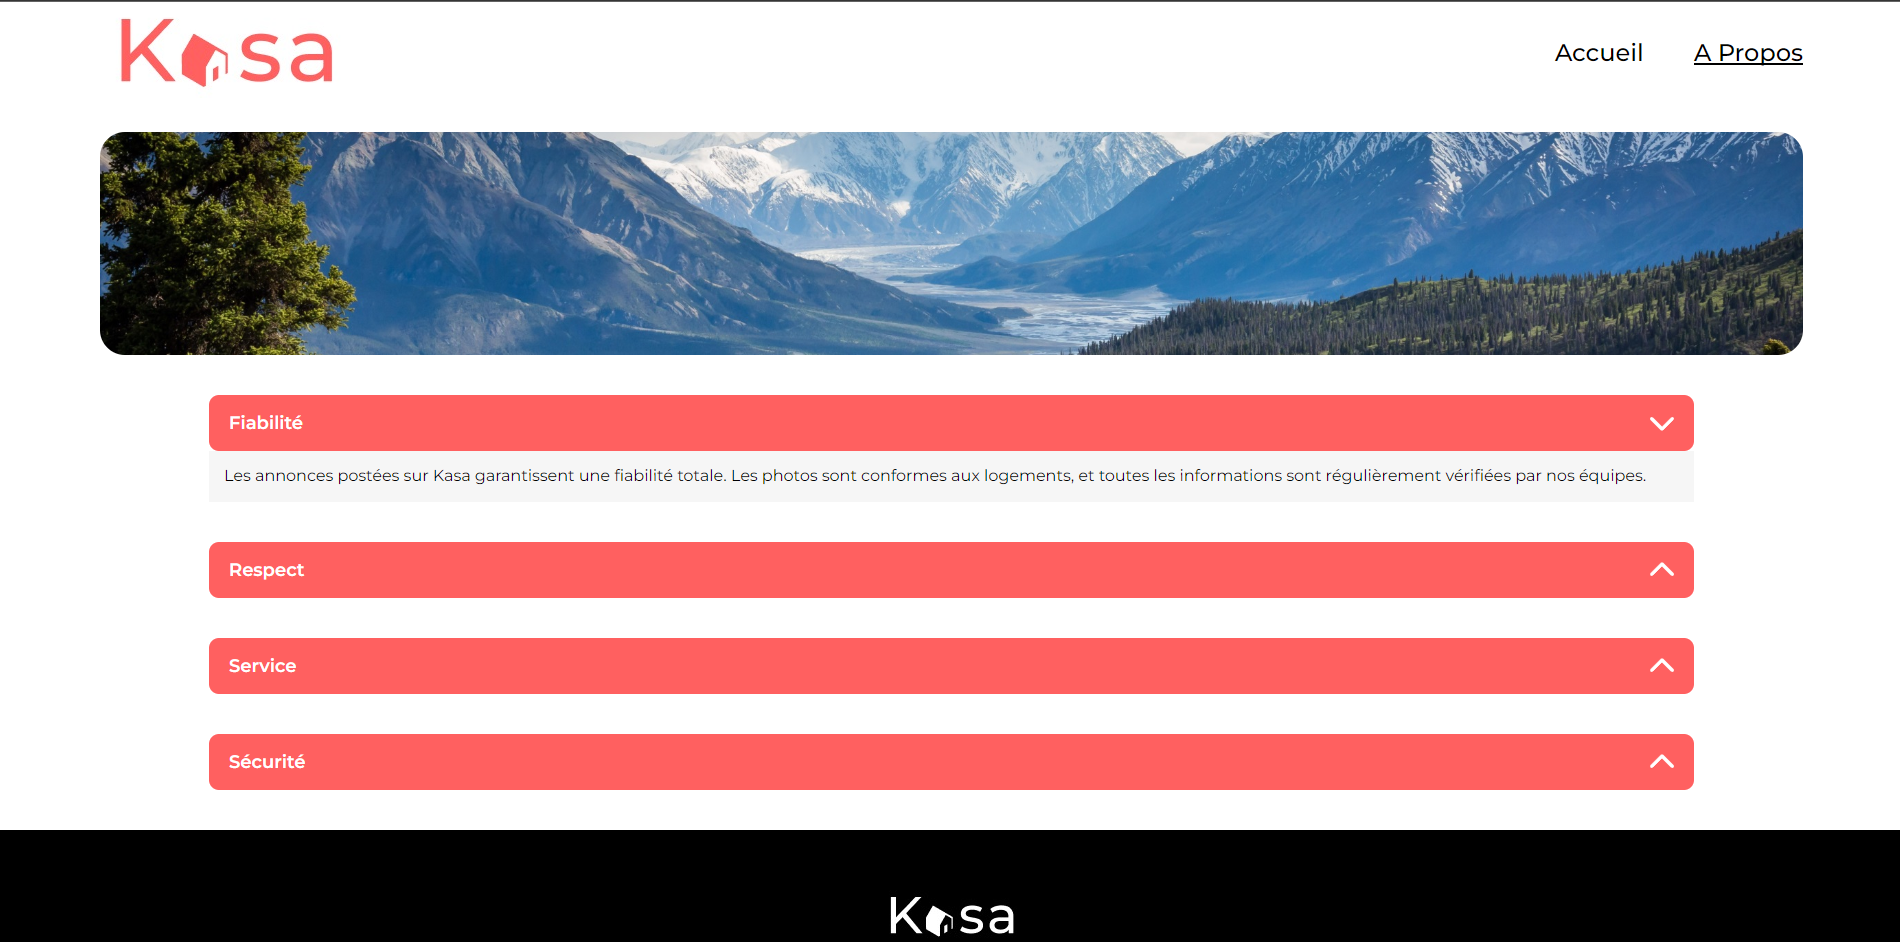 Kasa
Accueil
A Propos
Fiabilité
Les annonces postées sur Kasa garantissent une fiabilité totale. Les photos sont conformes aux logements, et toutes les informations sont régulièrement vérifiées par nos équipes.
Respect
Service
Sécurité
Kasa